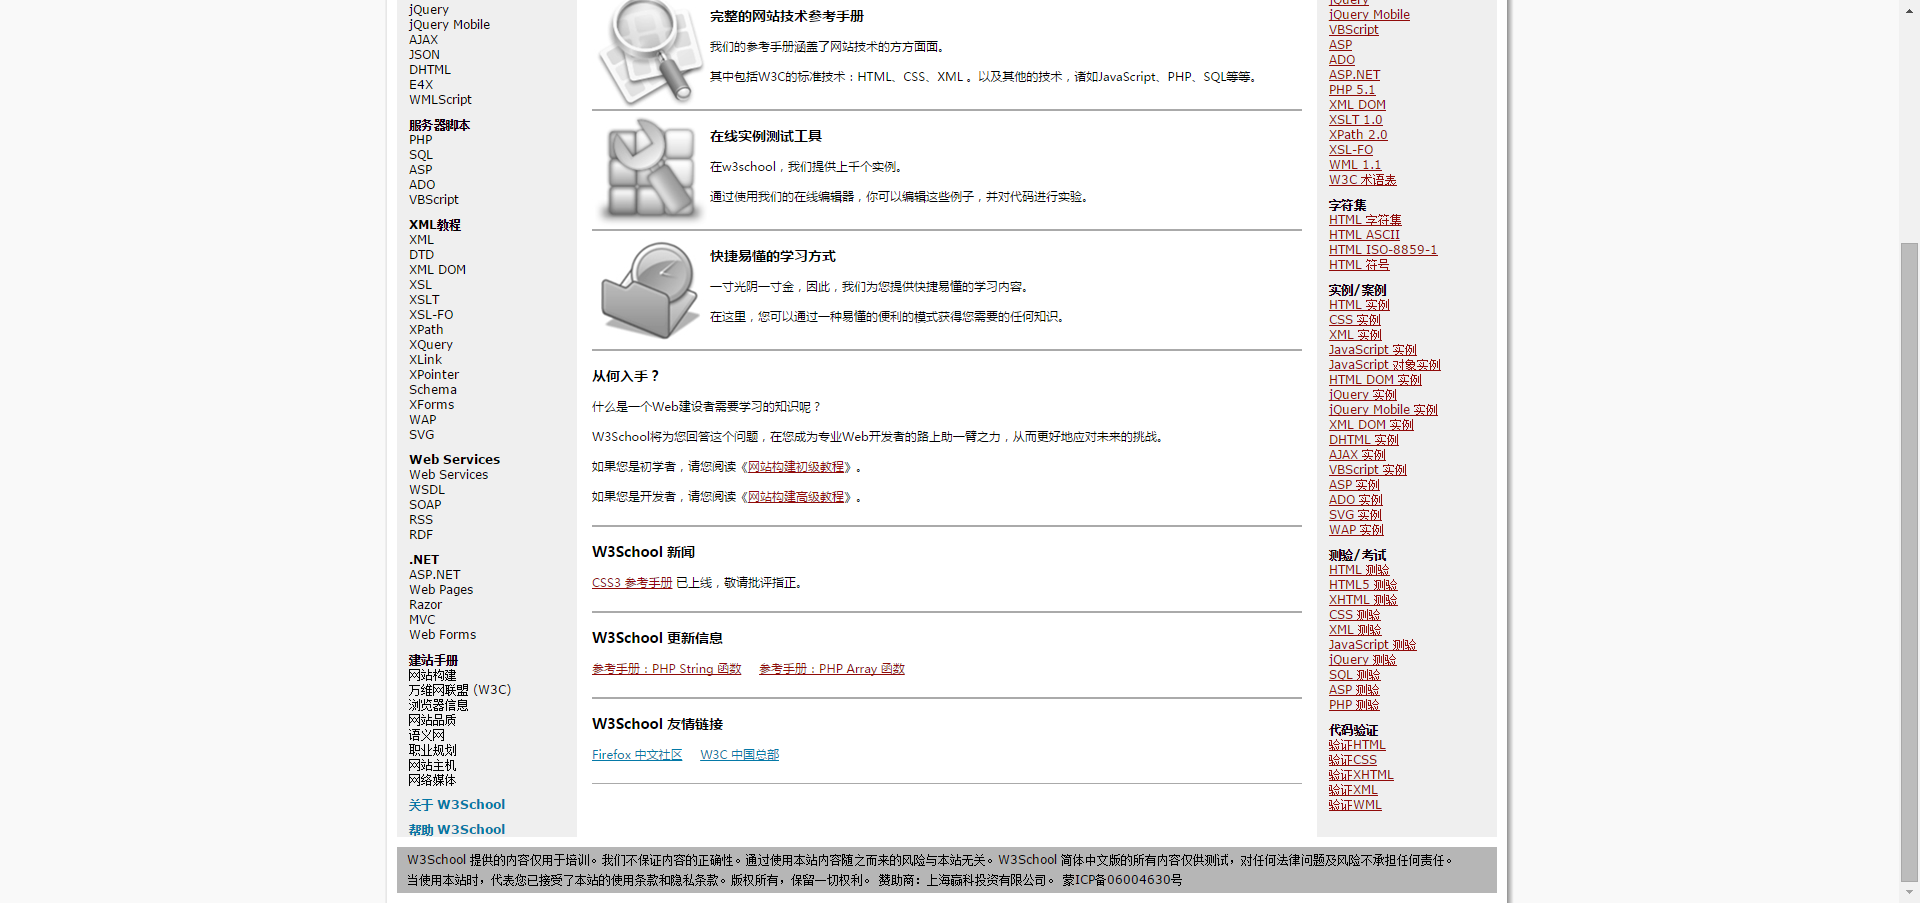 jQuery
jQuery Mobile
AJAX
JSON
DHTML
E4X
WMLScript
服务器脚本
PHP
SQL
ASP
ADO
VBScript
XML教程
XML
DTD
XML DOM
XSL
XSLT
XSL-FO
XPath
XQuery
XLink
XPointer
Schema
XForms
WAP
SVG
Web Services
Web Services
WSDL
SOAP
RSS
RDF
.NET
ASP.NET
Web Pages
Razor
MVC
Web Forms
建站手册
网站构建
万维网联盟 (W3C)
浏览器信息
网站品质
语义网
职业规划
网站主机
网络媒体
关于 W3School
帮助 W3School
完整的网站技术参考手册
我们的参考手册涵盖了网站技术的方方面面。
其中包括W3C的标准技术：HTML、CSS、XML 。以及其他的技术，诸如JavaScript、PHP、SQL等等。
在线实例测试工具
在w3school，我们提供上千个实例。
通过使用我们的在线编辑器，你可以编辑这些例子，并对代码进行实验。
快捷易懂的学习方式
一寸光阴一寸金，因此，我们为您提供快捷易懂的学习内容。
在这里，您可以通过一种易懂的便利的模式获得您需要的任何知识。
从何入手？
什么是一个Web建设者需要学习的知识呢？
W3School将为您回答这个问题，在您成为专业Web开发者的路上助一臂之力，从而更好地应对未来的挑战。
如果您是初学者，请您阅读《网站构建初级教程》。
如果您是开发者，请您阅读《网站构建高级教程》。
W3School 新闻
CSS3 参考手册 已上线，敬请批评指正。
W3School 更新信息
参考手册：PHP String 函数 参考手册：PHP Array 函数
W3School 友情链接
Firefox 中文社区 W3C 中国总部
jQuery
jQuery Mobile
VBScript
ASP
ADO
ASP.NET
PHP 5.1
XML DOM
XSLT 1.0
XPath 2.0
XSL-FO
WML 1.1
W3C 术语表
字符集
HTML 字符集
HTML ASCII
HTML ISO-8859-1
HTML 符号
实例/案例
HTML 实例
CSS 实例
XML 实例
JavaScript 实例
JavaScript 对象实例
HTML DOM 实例
jQuery 实例
jQuery Mobile 实例
XML DOM 实例
DHTML 实例
AJAX 实例
VBScript 实例
ASP 实例
ADO 实例
SVG 实例
WAP 实例
测验/考试
HTML 测验
HTML5 测验
XHTML 测验
CSS 测验
XML 测验
JavaScript 测验
jQuery 测验
SQL 测验
ASP 测验
PHP 测验
代码验证
验证HTML
验证CSS
验证XHTML
验证XML
验证WML
W3School 提供的内容仅用于培训。我们不保证内容的正确性。通过使用本站内容随之而来的风险与本站无关。W3School 简体中文版的所有内容仅供测试，对任何法律问题及风险不承担任何责任。
当使用本站时，代表您已接受了本站的使用条款和隐私条款。版权所有，保留一切权利。 赞助商：上海赢科投资有限公司。 蒙ICP备06004630号